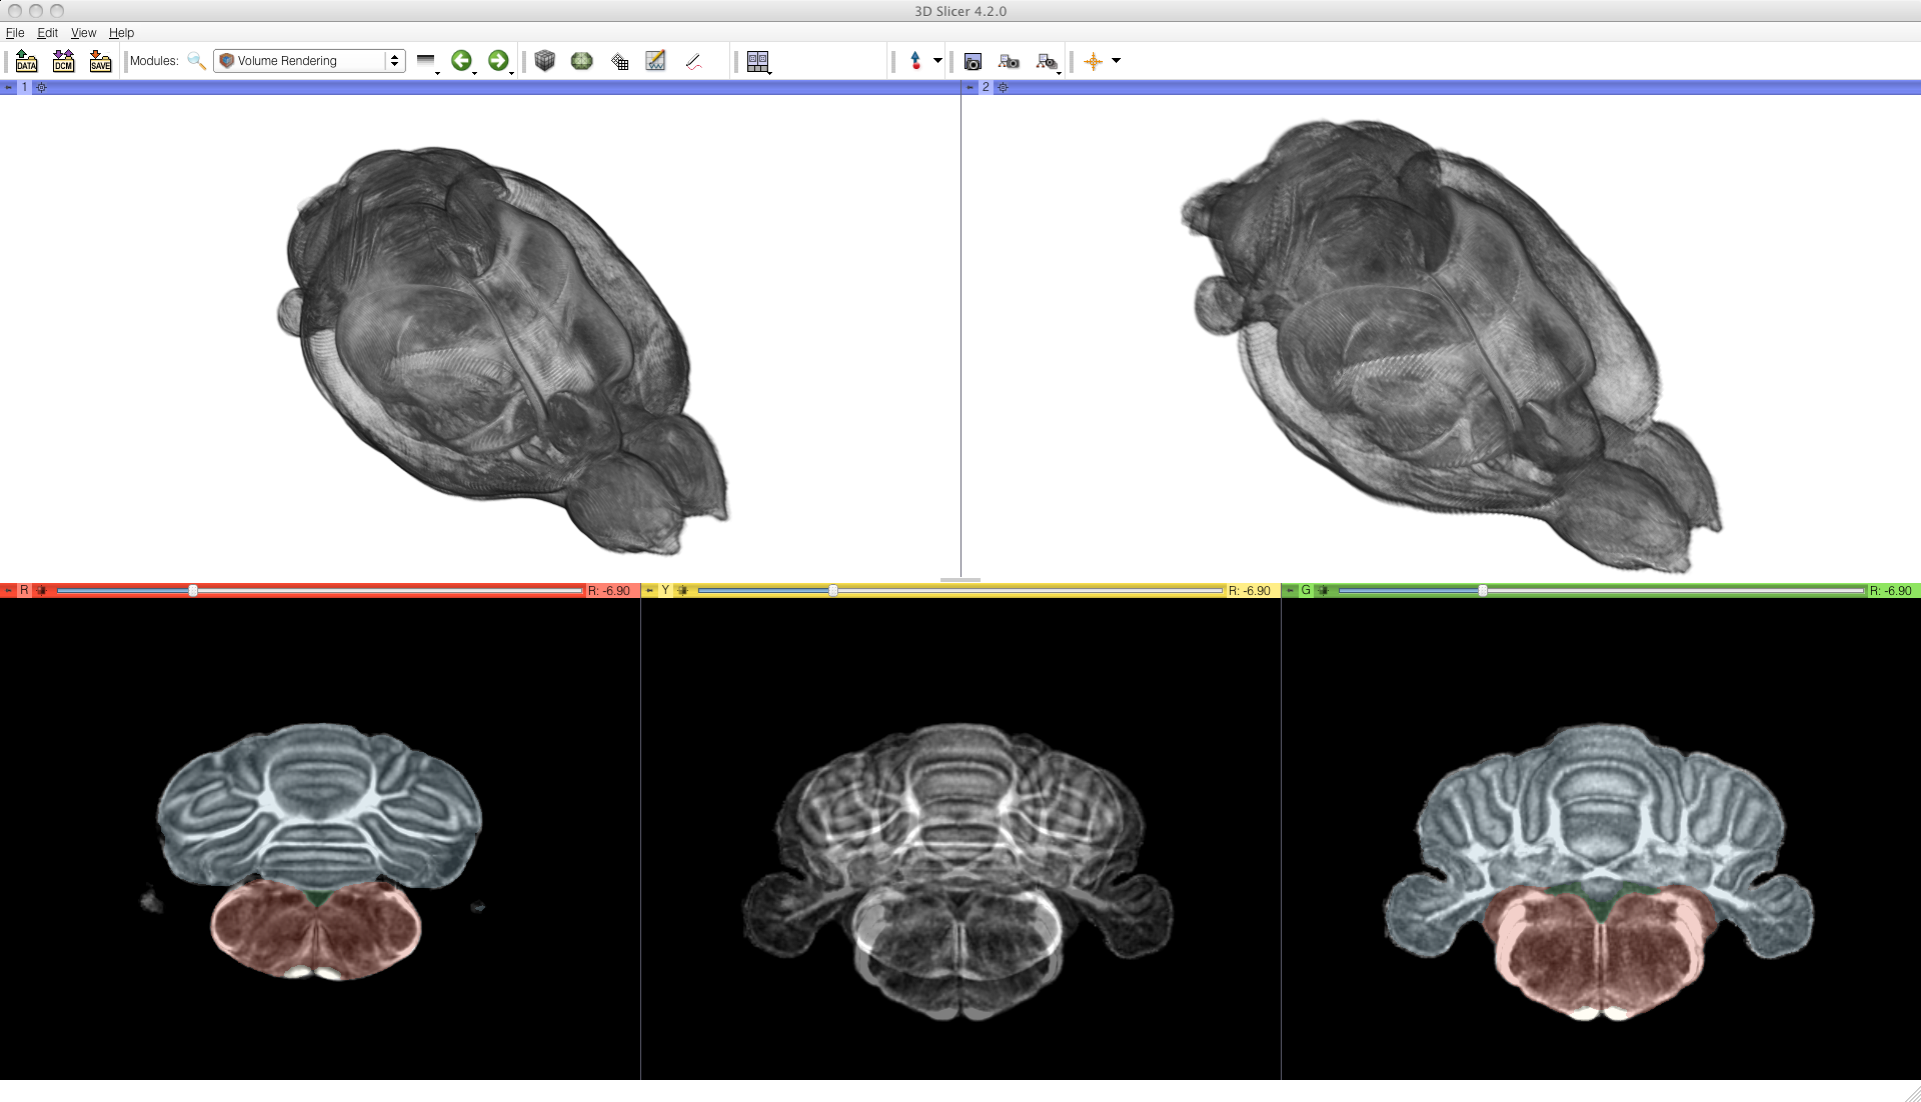 3D Slicer 4.2.0
File Edit View Help
DATA DCM SAVE Modules: Volume Rendering
1 2
R R: -6.90 Y R: -6.90 G R: -6.90